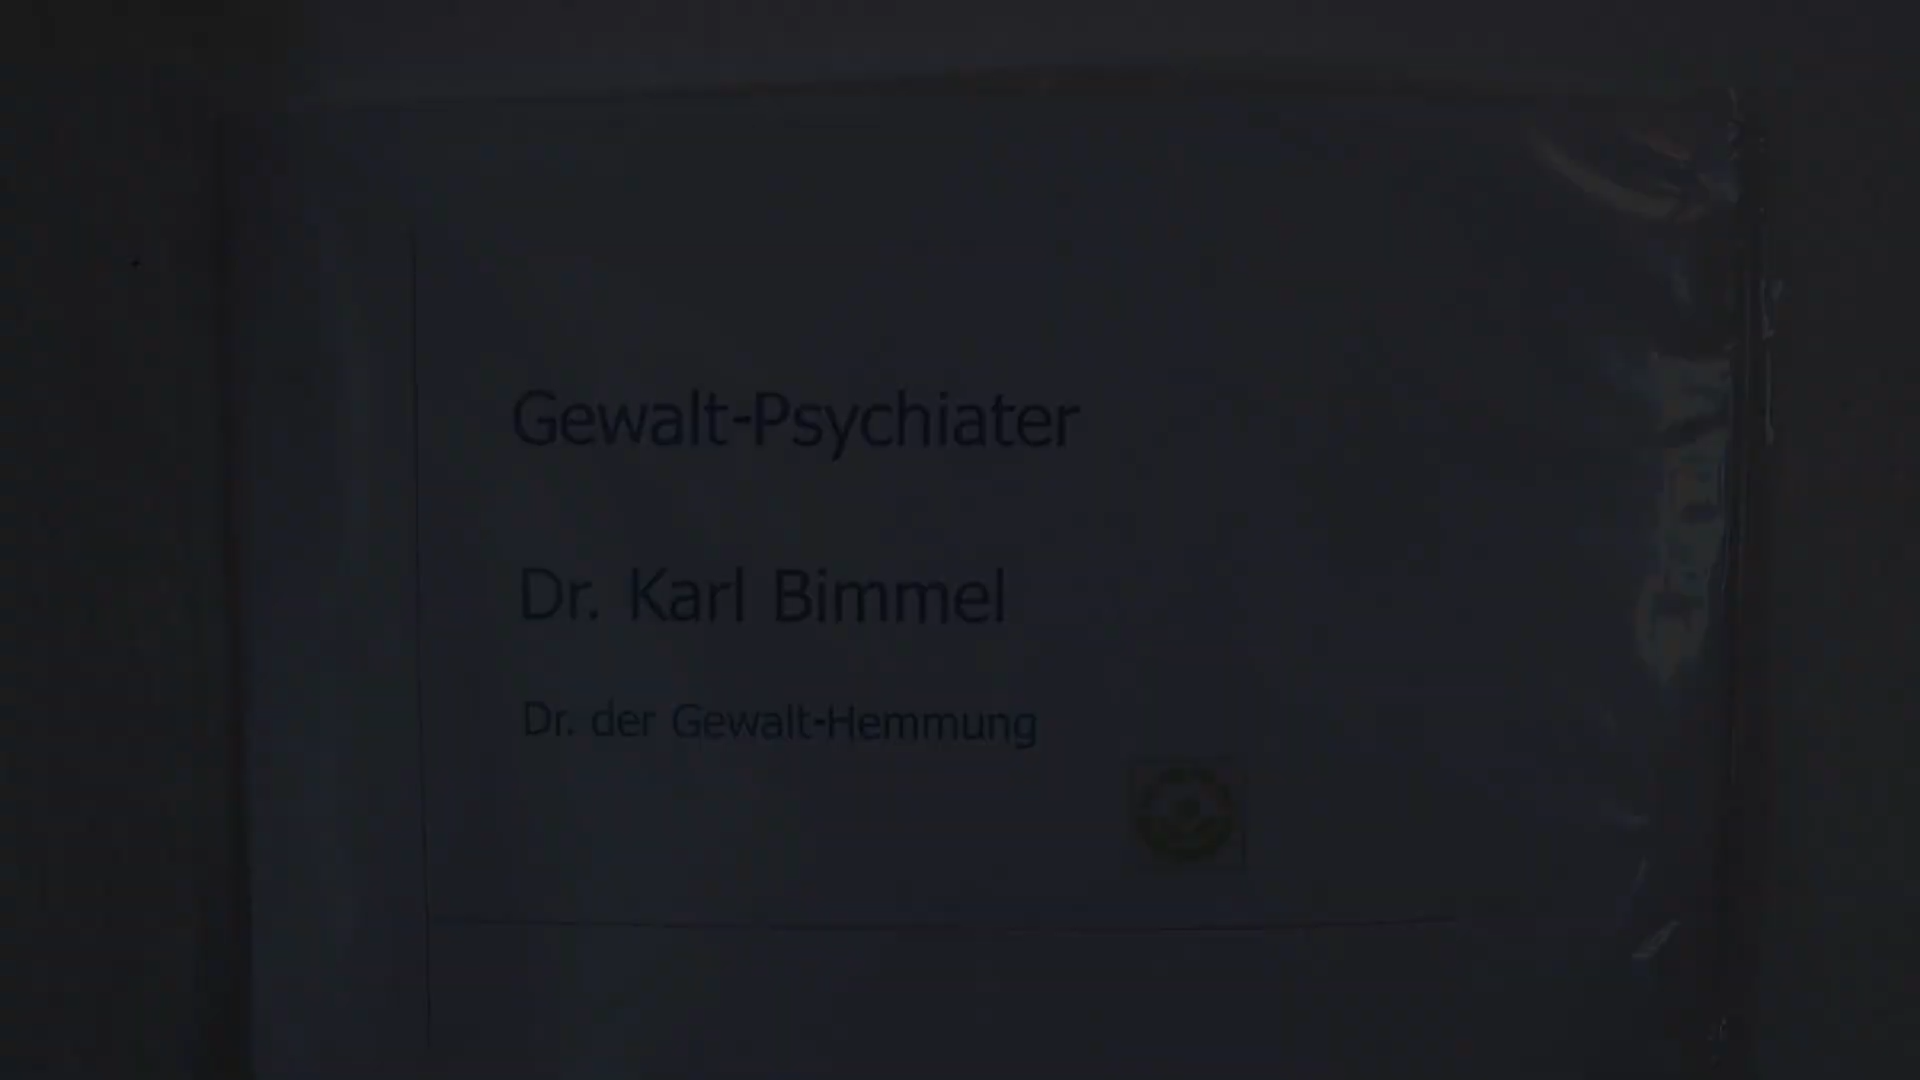 Gewalt-Psychiater
Dr. Karl Bimmel
Dr. der Gewalt-Hemmung